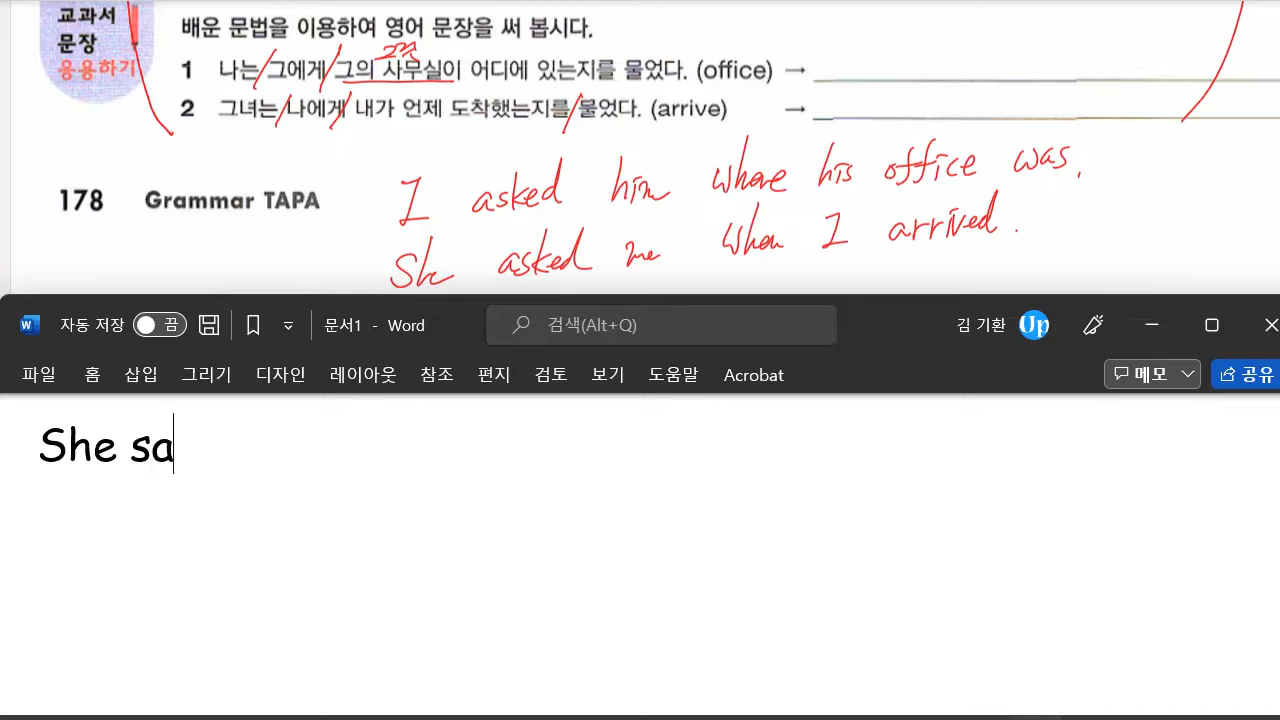 교과서
문장
응용하기
배운 문법을 이용하여 영어 문장을 써 봅시다.
1 나는 그에게 그의 사무실이 어디에 있는지를 물었다. (office) →
2 그녀는 나에게 내가 언제 도착했는지를 물었다. (arrive) →
I asked him where his office was.
178 Grammar TAPA
She asked me when I arrived.
자동 저장 끔 문서1 - Word 검색(Alt+Q) 김 기환 Up
파일 홈 삽입 그리기 디자인 레이아웃 참조 편지 검토 보기 도움말 Acrobat 메모 공유
She sa